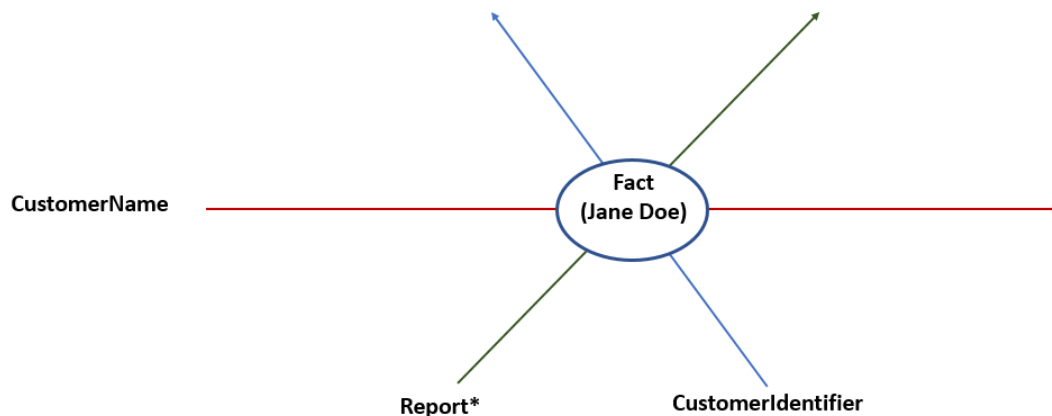 Fact
(Jane Doe)
CustomerName
Report*
CustomerIdentifier